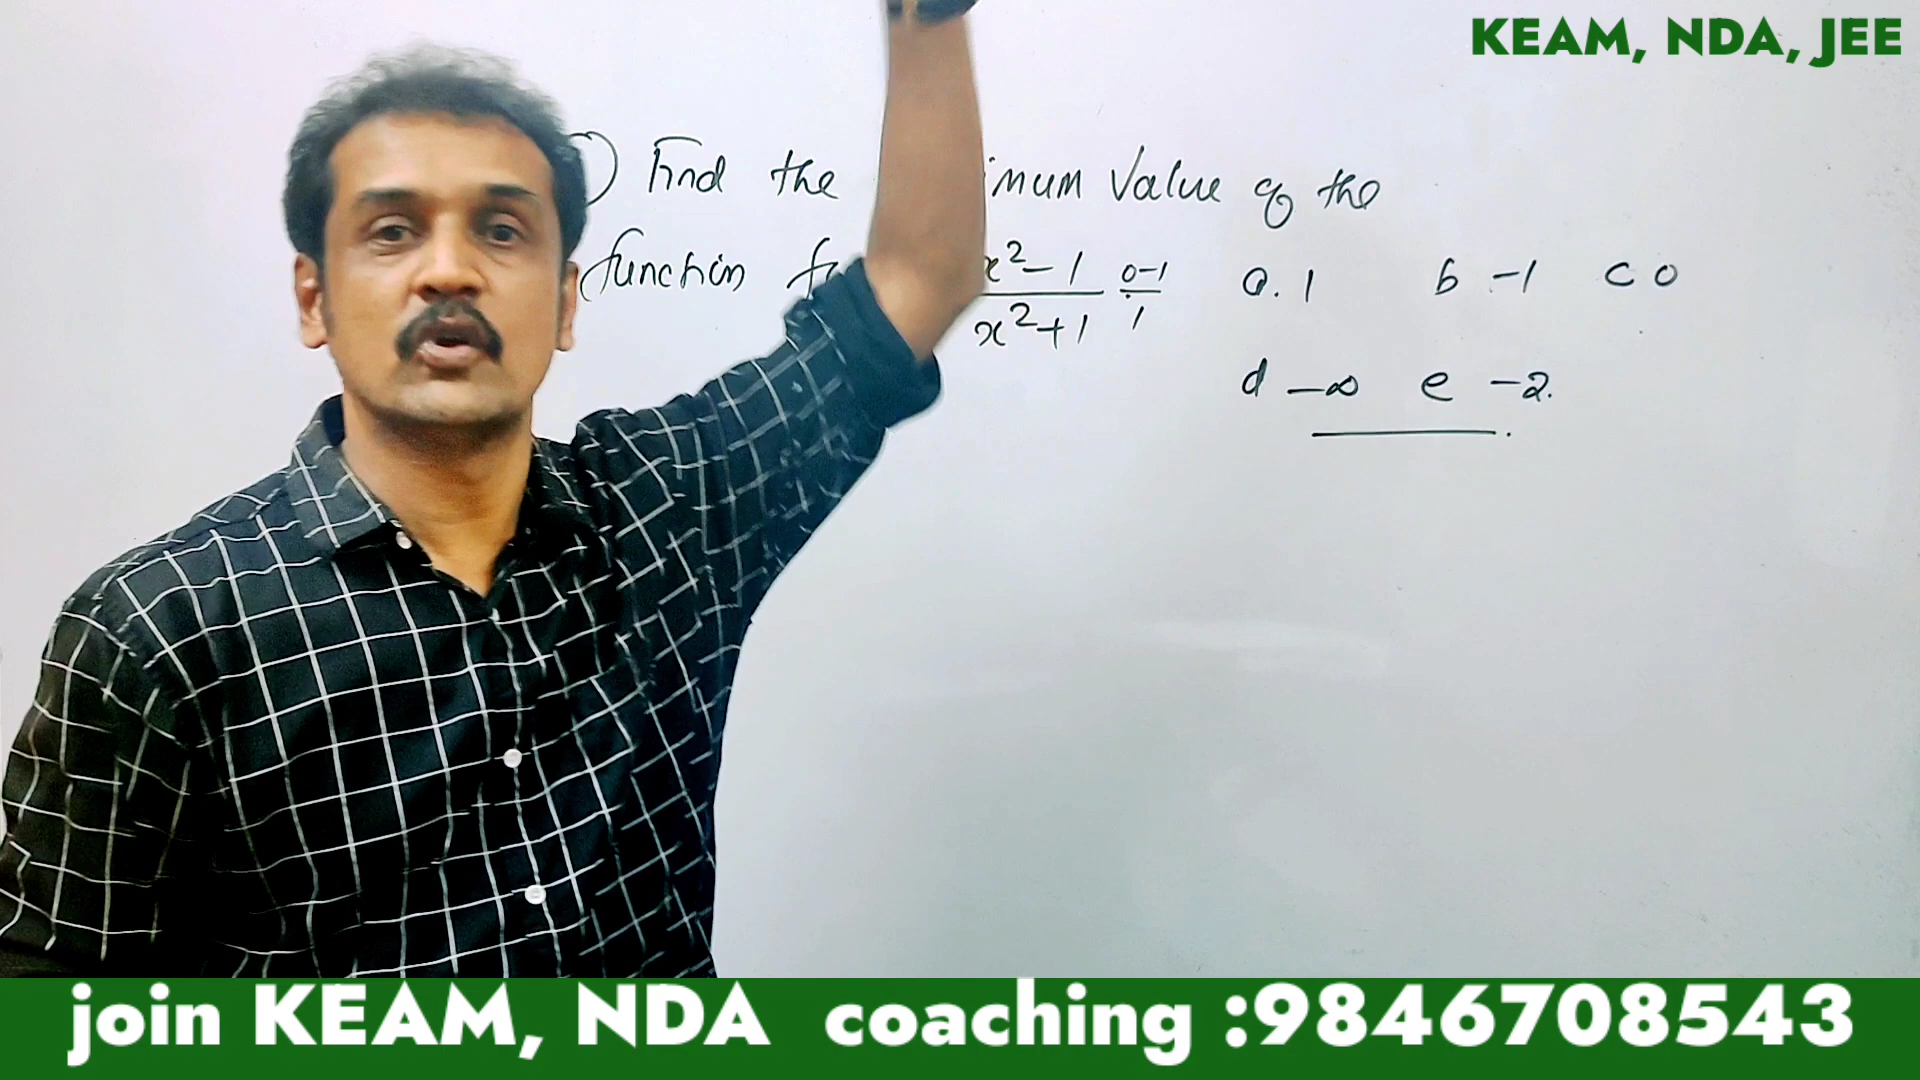 KEAM, NDA, JEE
) Find the imum Value of the
function f x²-1 0-1 a. 1 b -1 c 0
x²+1 1
d -∞ e -2.
join KEAM, NDA coaching :9846708543